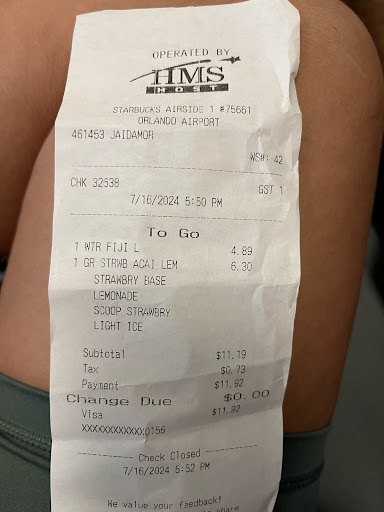 OPERATED BY
HMS
HOST
STARBUCKS AIRSIDE 1 #75661
ORLANDO AIRPORT
461453 JAIDAMOR
WS#: 42
CHK 32538
GST 1
7/16/2024 5:50 PM
To Go
1 WTR FIJI L 4.89
1 GR STRWB ACAI LEM 6.30
STRAWBRY BASE
LEMONADE
SCOOP STRAWBRY
LIGHT ICE
Subtotal $11.19
Tax $0.73
Payment $11.92
Change Due $0.00
Visa $11.92
XXXXXXXXXXXX0156
Check Closed
7/16/2024 5:52 PM
We value your feedback!
share